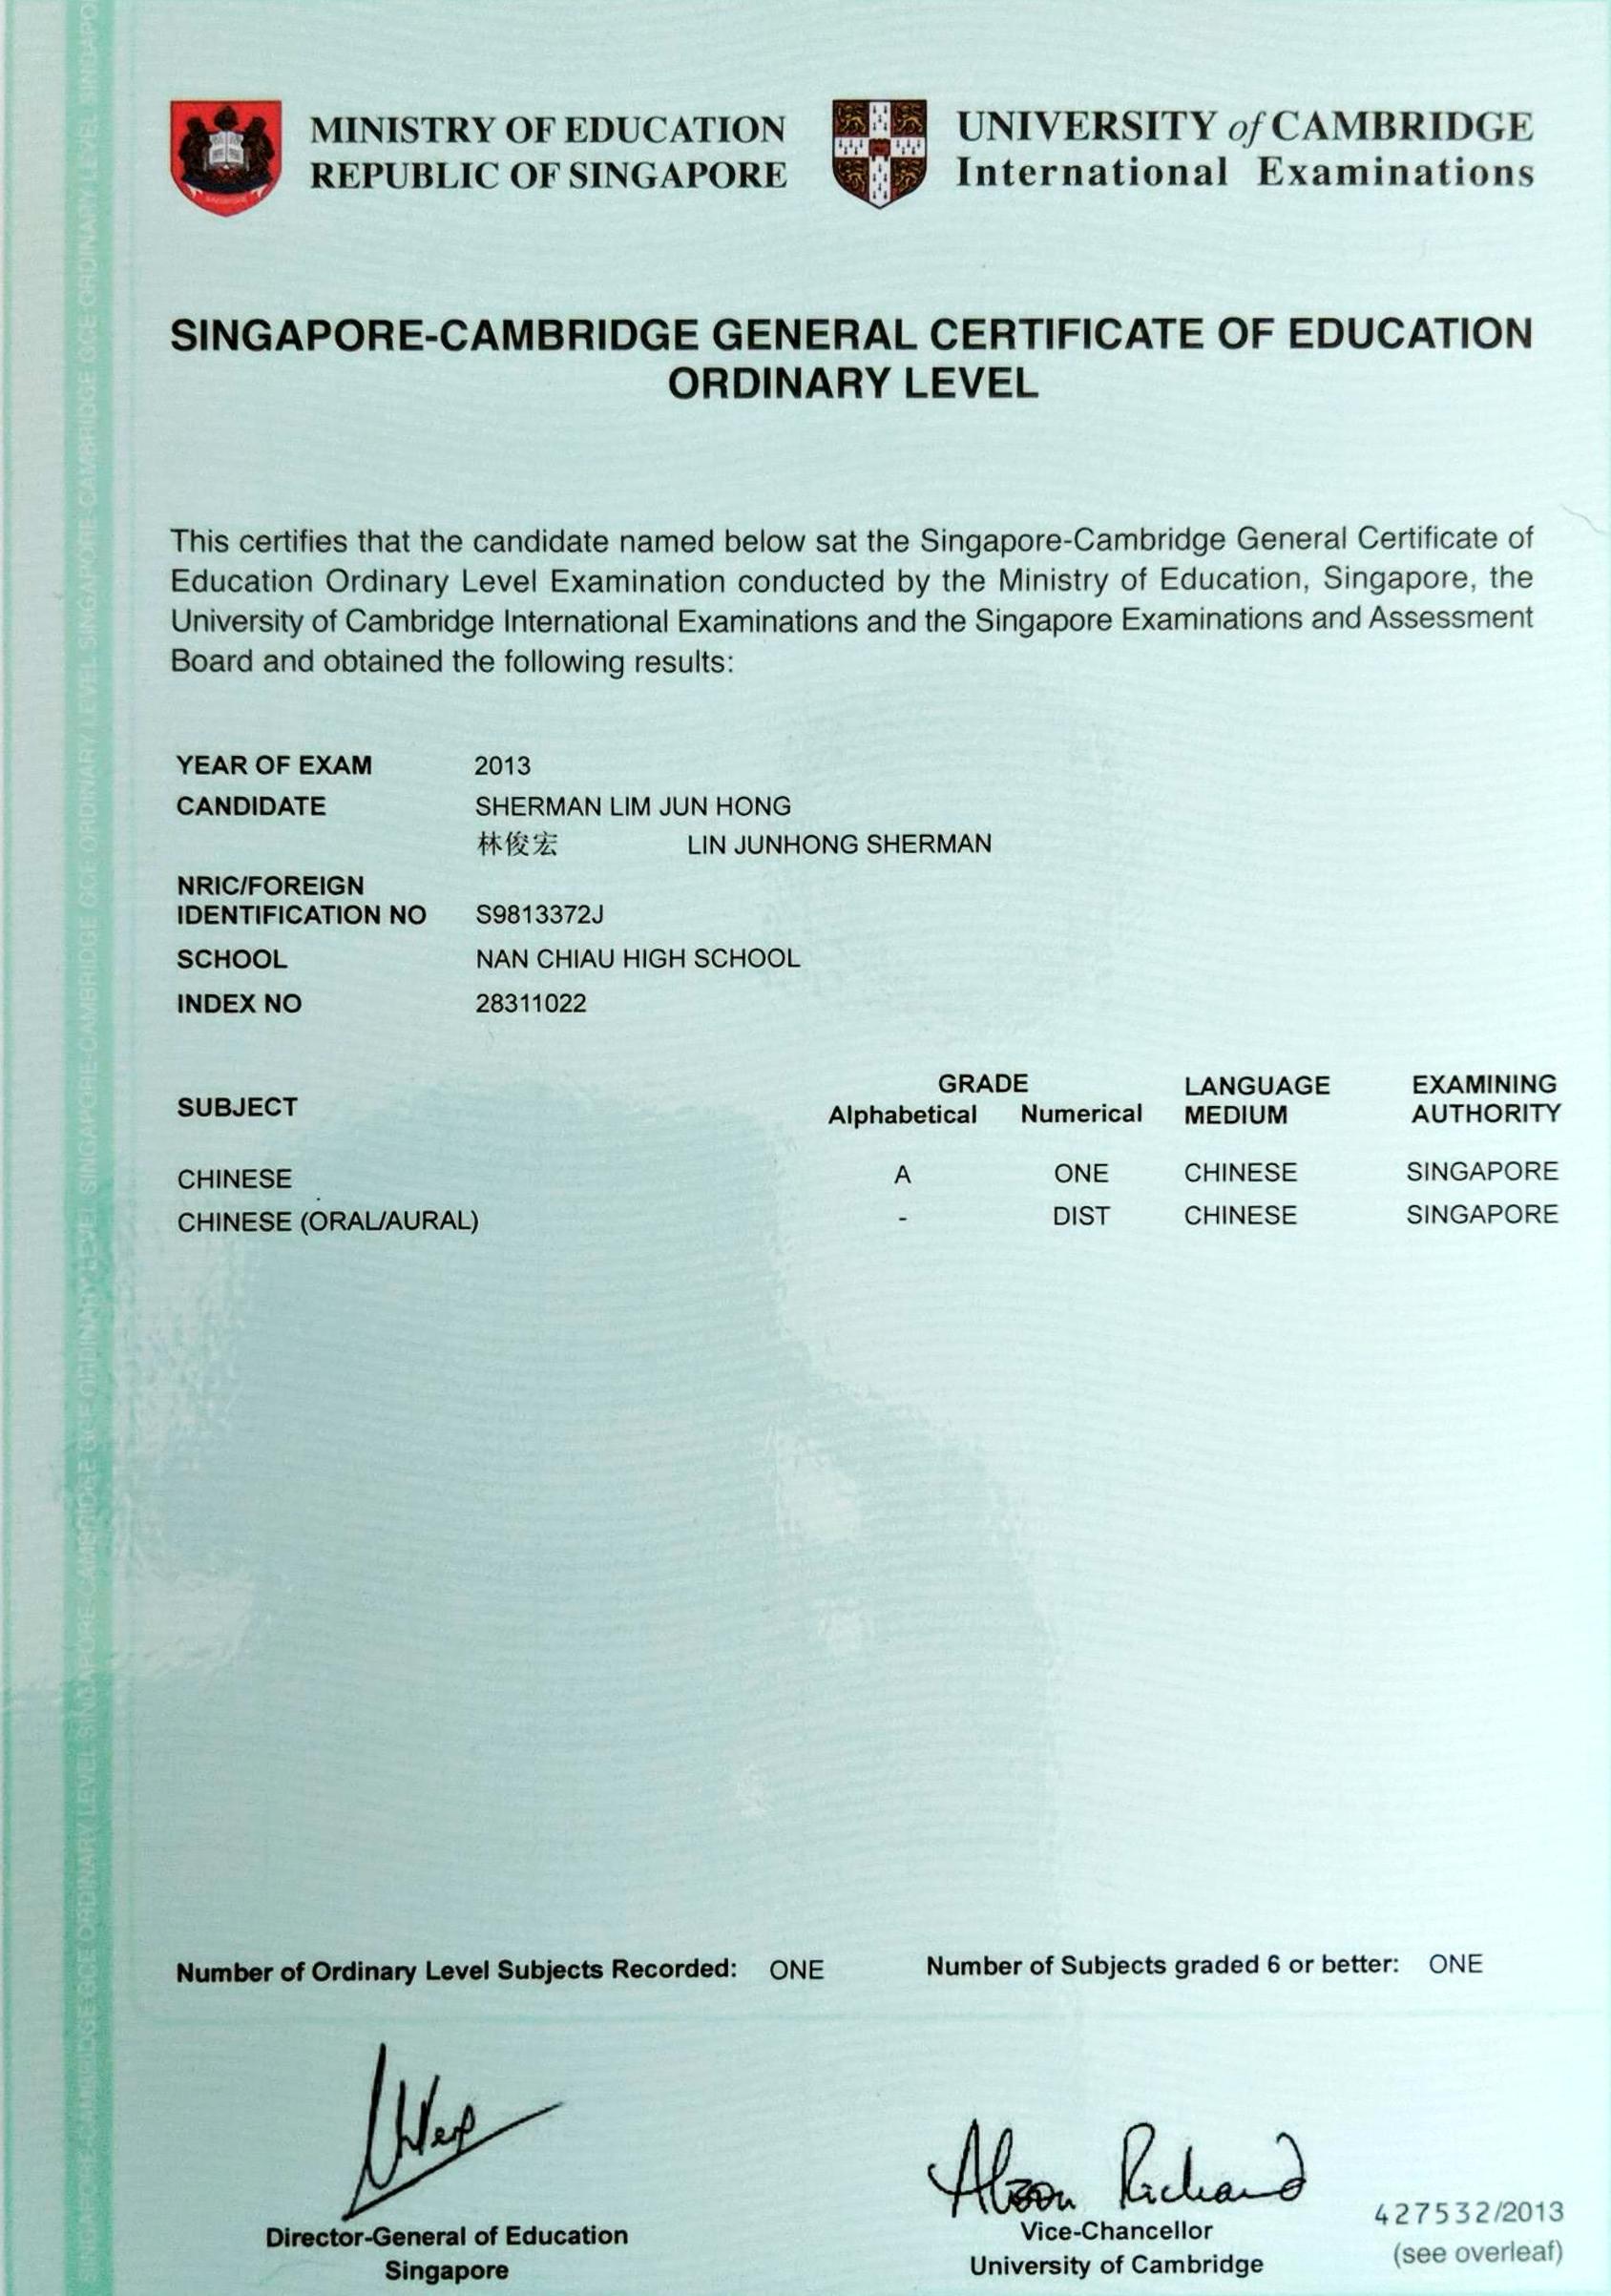 MINISTRY OF EDUCATION
REPUBLIC OF SINGAPORE
UNIVERSITY of CAMBRIDGE
International Examinations
SINGAPORE-CAMBRIDGE GENERAL CERTIFICATE OF EDUCATION
ORDINARY LEVEL
This certifies that the candidate named below sat the Singapore-Cambridge General Certificate of
Education Ordinary Level Examination conducted by the Ministry of Education, Singapore, the
University of Cambridge International Examinations and the Singapore Examinations and Assessment
Board and obtained the following results:
YEAR OF EXAM 2013
CANDIDATE SHERMAN LIM JUN HONG
林俊宏 LIN JUNHONG SHERMAN
NRIC/FOREIGN
IDENTIFICATION NO S9813372J
SCHOOL NAN CHIAU HIGH SCHOOL
INDEX NO 28311022
SUBJECT GRADE LANGUAGE EXAMINING
Alphabetical Numerical MEDIUM AUTHORITY
CHINESE A ONE CHINESE SINGAPORE
CHINESE (ORAL/AURAL) - DIST CHINESE SINGAPORE
Number of Ordinary Level Subjects Recorded: ONE Number of Subjects graded 6 or better: ONE
Alison Richard
Director-General of Education
Singapore
Vice-Chancellor
University of Cambridge
427532/2013
(see overleaf)